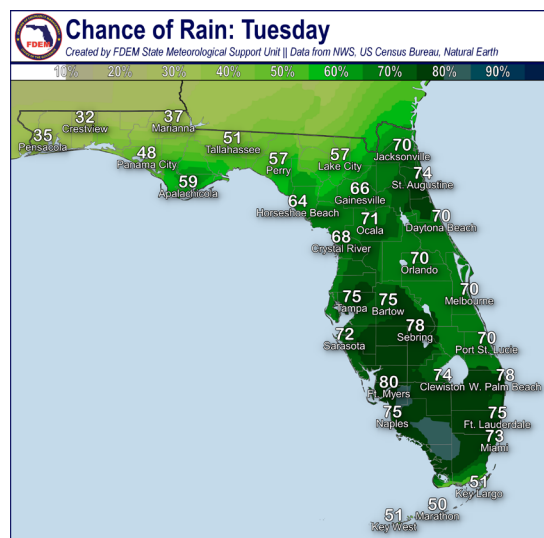 Chance of Rain: Tuesday
Created by FDEM State Meteorological Support Unit || Data from NWS, US Census Bureau, Natural Earth
FDEM
10% 20% 30% 40% 50% 60% 70% 80% 90%
32
Crestview
37
Marianna
35
Pensacola
51
Tallahassee
48
Panama City
57
Perry
57
Lake City
70
Jacksonville
59
Apalachicola
74
St. Augustine
66
Gainesville
64
Horseshoe Beach
71
Ocala
70
Daytona Beach
68
Crystal River
70
Orlando
70
Melbourne
75
Tampa
75
Bartow
78
Sebring
72
Sarasota
70
Port St. Lucie
80
Ft. Myers
74
Clewiston
78
W. Palm Beach
75
Naples
75
Ft. Lauderdale
73
Miami
51
Key Largo
50
Marathon
51
Key West